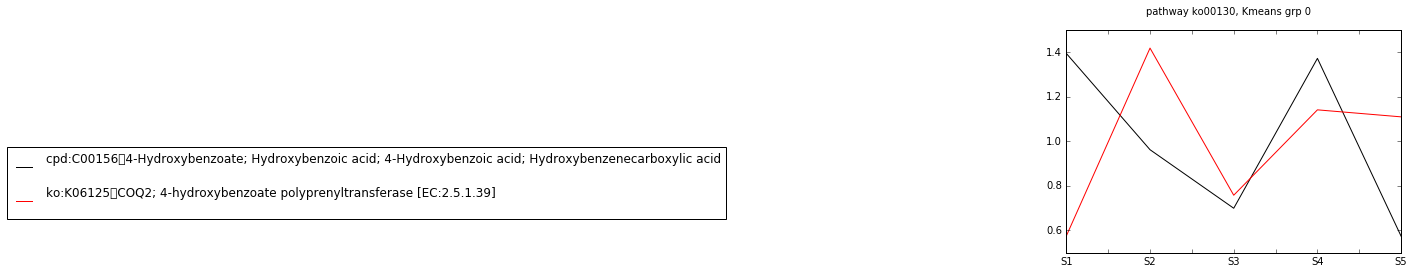 pathway ko00130, Kmeans grp 0
1.4
1.2
1.0
0.8
0.6
S1 S2 S3 S4 S5
cpd:C00156▯4-Hydroxybenzoate; Hydroxybenzoic acid; 4-Hydroxybenzoic acid; Hydroxybenzenecarboxylic acid
ko:K06125▯COQ2; 4-hydroxybenzoate polyprenyltransferase [EC:2.5.1.39]